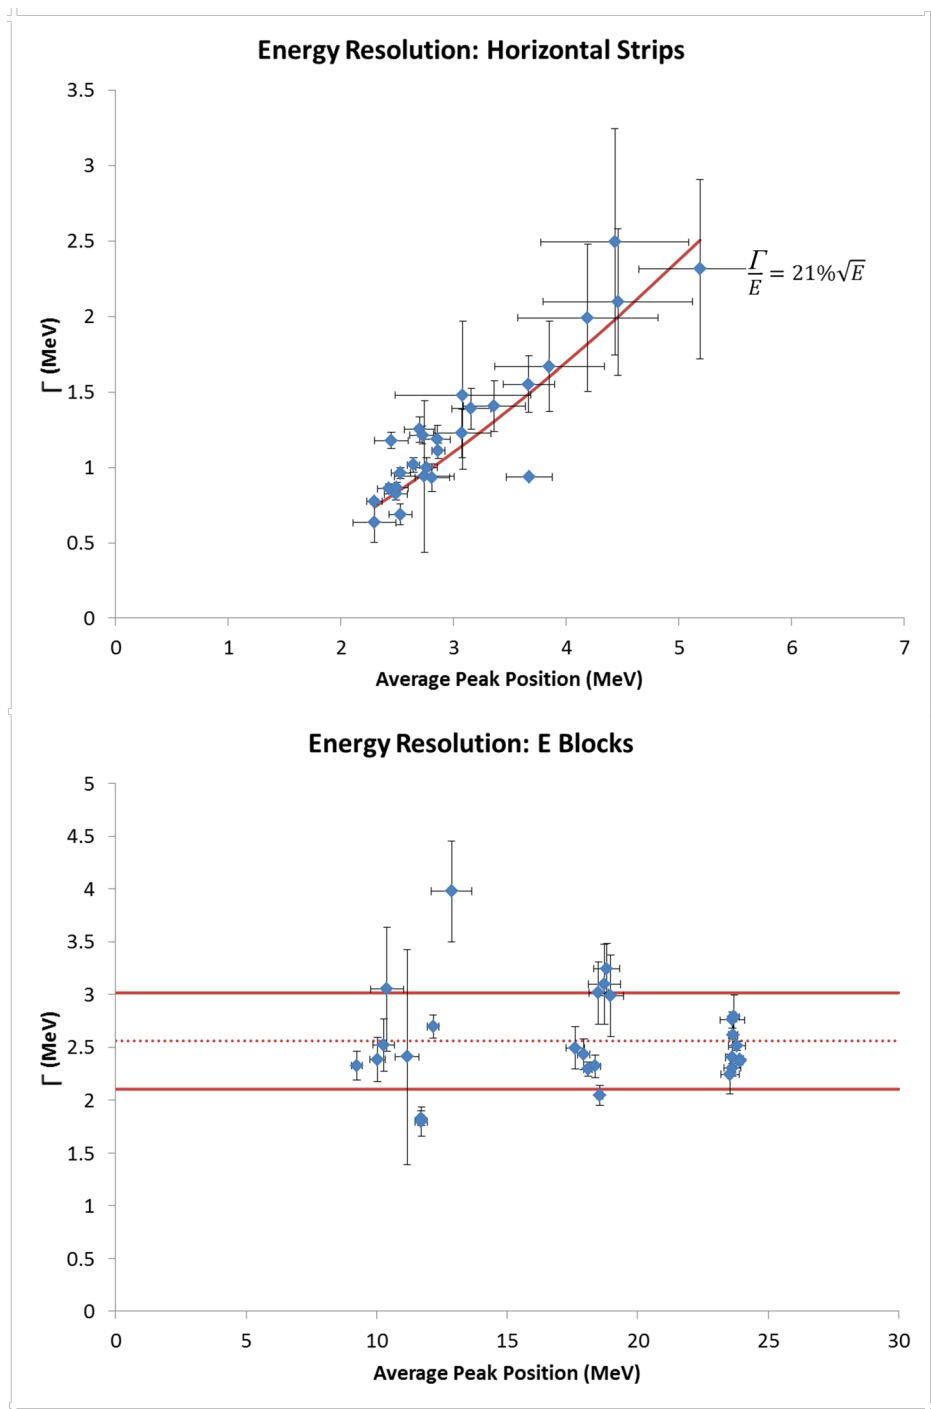 Energy Resolution: Horizontal Strips
3.5
3
2.5
Γ/E = 21%√E
2
Γ (MeV)
1.5
1
0.5
0
0 1 2 3 4 5 6 7
Average Peak Position (MeV)
Energy Resolution: E Blocks
5
4.5
4
3.5
3
2.5
Γ (MeV)
2
1.5
1
0.5
0
0 5 10 15 20 25 30
Average Peak Position (MeV)